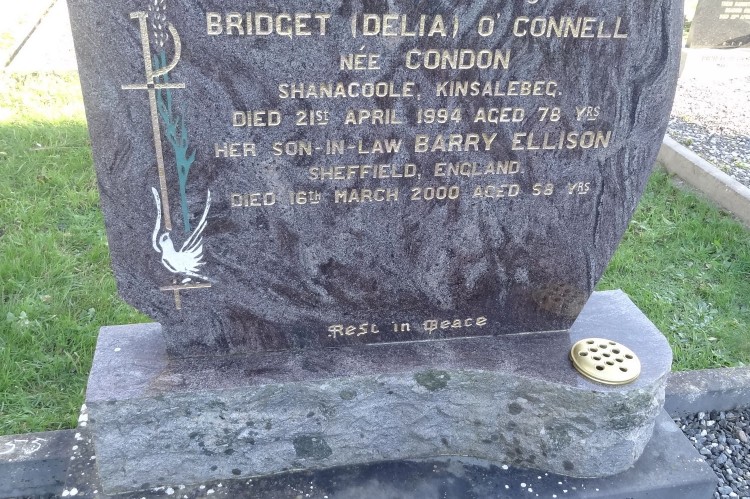 BRIDGET (DELIA) O' CONNELL
NÉE CONDON
SHANACOOLE, KINSALEBEG.
DIED 21ST APRIL 1994 AGED 78 YRS
HER SON-IN-LAW BARRY ELLISON
SHEFFIELD, ENGLAND.
DIED 16TH MARCH 2000 AGED 58 YRS
Rest in Peace